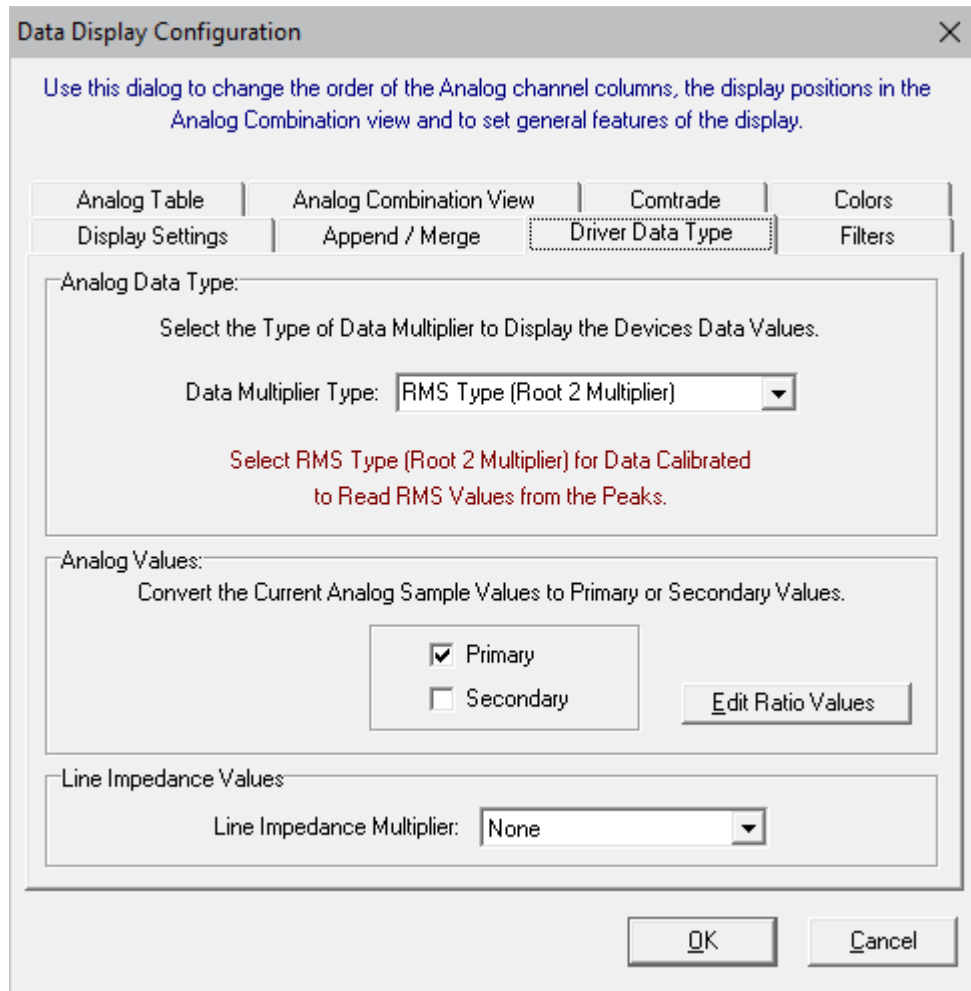 Data Display Configuration
Use this dialog to change the order of the Analog channel columns, the display positions in the
Analog Combination view and to set general features of the display.
Analog Table
Analog Combination View
Comtrade
Colors
Display Settings
Append / Merge
Driver Data Type
Filters
Analog Data Type:
Select the Type of Data Multiplier to Display the Devices Data Values.
Data Multiplier Type: RMS Type (Root 2 Multiplier)
Select RMS Type (Root 2 Multiplier) for Data Calibrated
to Read RMS Values from the Peaks.
Analog Values:
Convert the Current Analog Sample Values to Primary or Secondary Values.
Primary
Secondary
Edit Ratio Values
Line Impedance Values
Line Impedance Multiplier: None
OK
Cancel